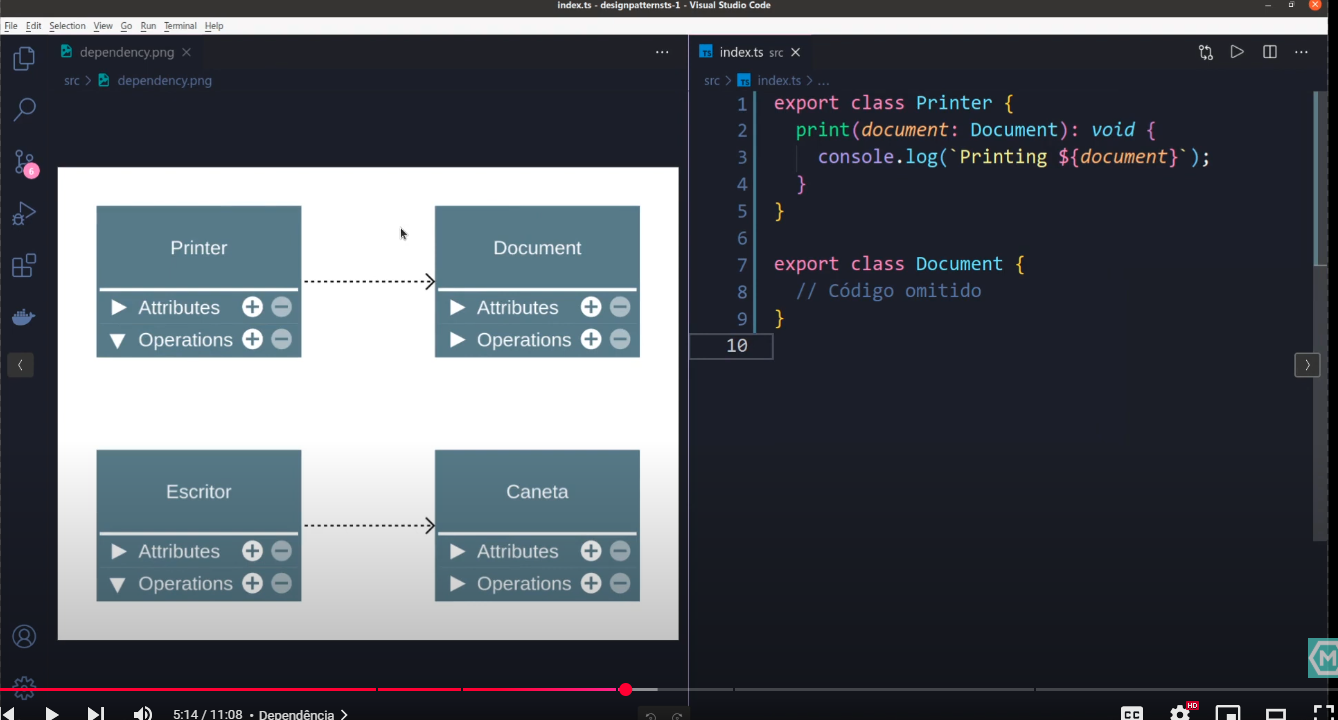 index.ts - designpatternsts-1 - Visual Studio Code
File Edit Selection View Go Run Terminal Help
dependency.png
src > dependency.png
Printer
Attributes
Operations
Document
Attributes
Operations
Escritor
Attributes
Operations
Caneta
Attributes
Operations
index.ts src
src > TS index.ts > ...
1 export class Printer {
2 print(document: Document): void {
3 console.log(`Printing ${document}`);
4 }
5 }
6
7 export class Document {
8 // Código omitido
9 }
10
6
M
5:14 / 11:08 • Dependência >
CC
HD